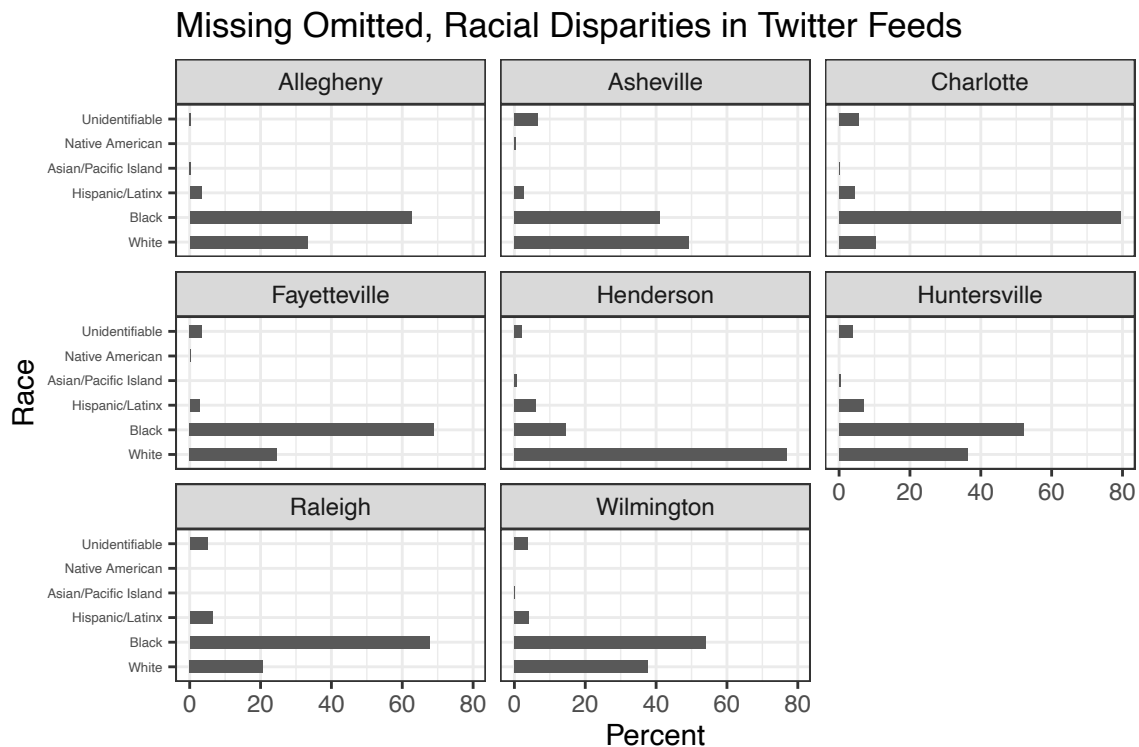 Missing Omitted, Racial Disparities in Twitter Feeds
Allegheny
Asheville
Charlotte
Unidentifiable
Native American
Asian/Pacific Island
Hispanic/Latinx
Black
White
Fayetteville
Henderson
Huntersville
Race
Unidentifiable
Native American
Asian/Pacific Island
Hispanic/Latinx
Black
White
0 20 40 60 80
Raleigh
Wilmington
Unidentifiable
Native American
Asian/Pacific Island
Hispanic/Latinx
Black
White
0 20 40 60 80
0 20 40 60 80
Percent